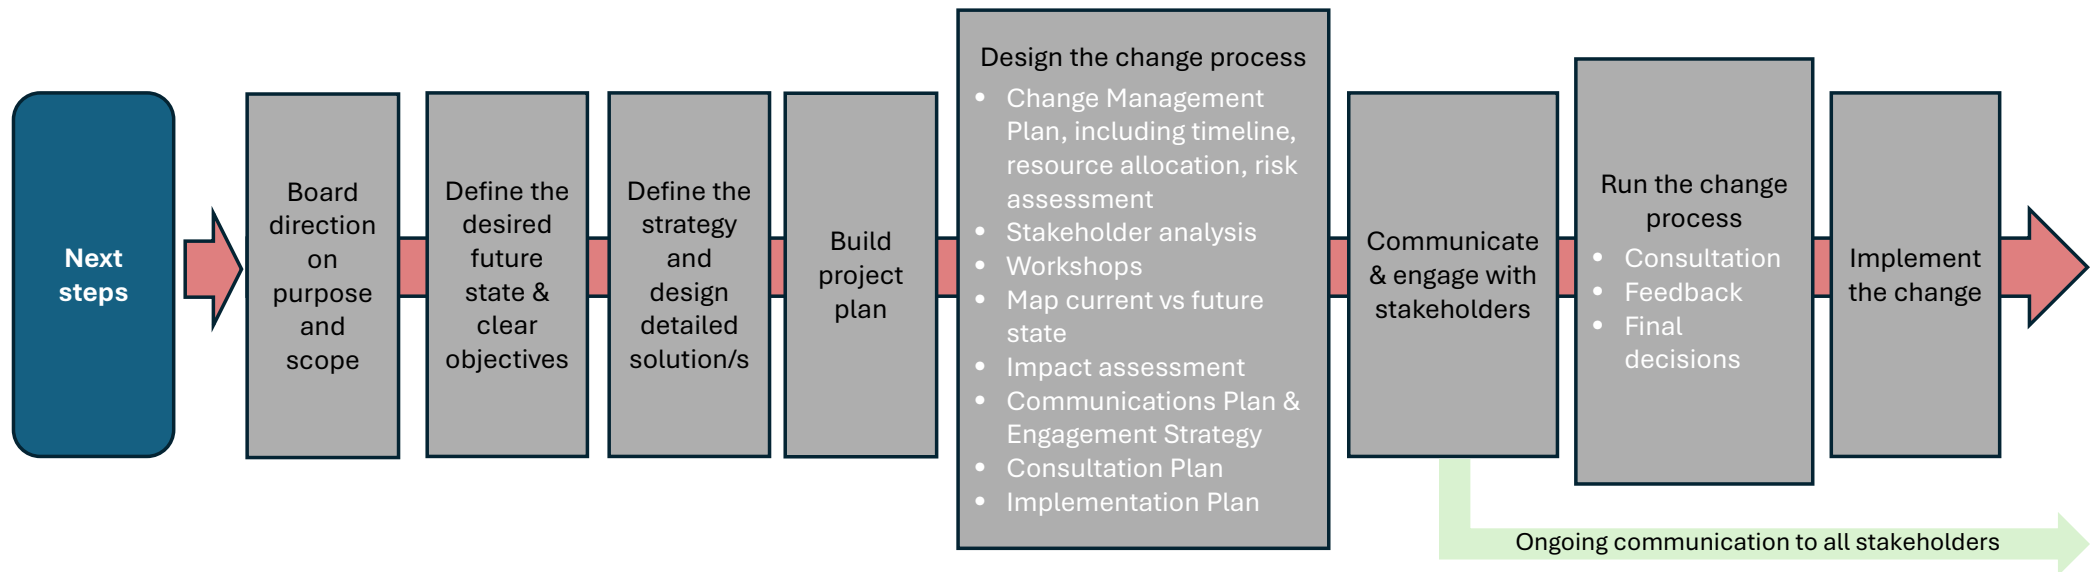 Next
steps
Board
direction
on
purpose
and
scope
Define the
desired
future
state &
clear
objectives
Define the
strategy
and
design
detailed
solution/s
Build
project
plan
Design the change process
• Change Management
Plan, including timeline,
resource allocation, risk
assessment
• Stakeholder analysis
• Workshops
• Map current vs future
state
• Impact assessment
• Communications Plan &
Engagement Strategy
• Consultation Plan
• Implementation Plan
Communicate
& engage with
stakeholders
Run the change
process
• Consultation
• Feedback
• Final
decisions
Implement
the change
Ongoing communication to all stakeholders